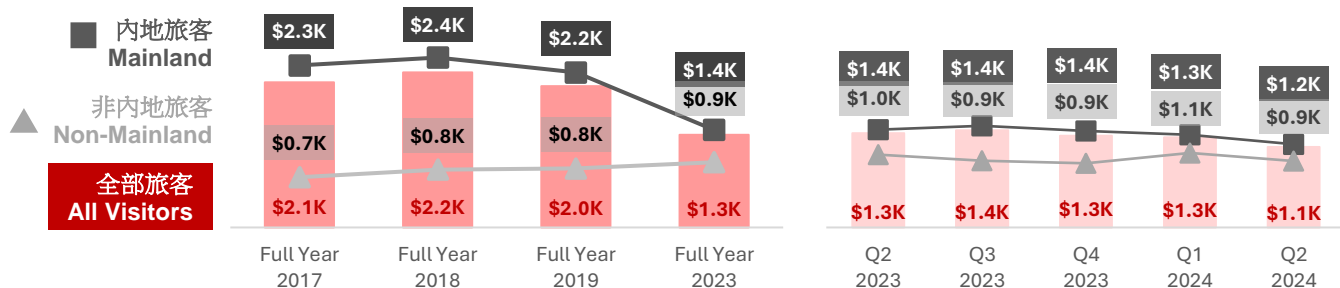 內地旅客
Mainland
非內地旅客
Non-Mainland
全部旅客
All Visitors
$2.3K
$2.4K
$2.2K
$1.4K
$0.9K
$0.7K
$0.8K
$0.8K
$2.1K
$2.2K
$2.0K
$1.3K
Full Year
2017
Full Year
2018
Full Year
2019
Full Year
2023
$1.4K
$1.4K
$1.4K
$1.3K
$1.2K
$1.0K
$0.9K
$0.9K
$1.1K
$0.9K
$1.3K
$1.4K
$1.3K
$1.3K
$1.1K
Q2
2023
Q3
2023
Q4
2023
Q1
2024
Q2
2024